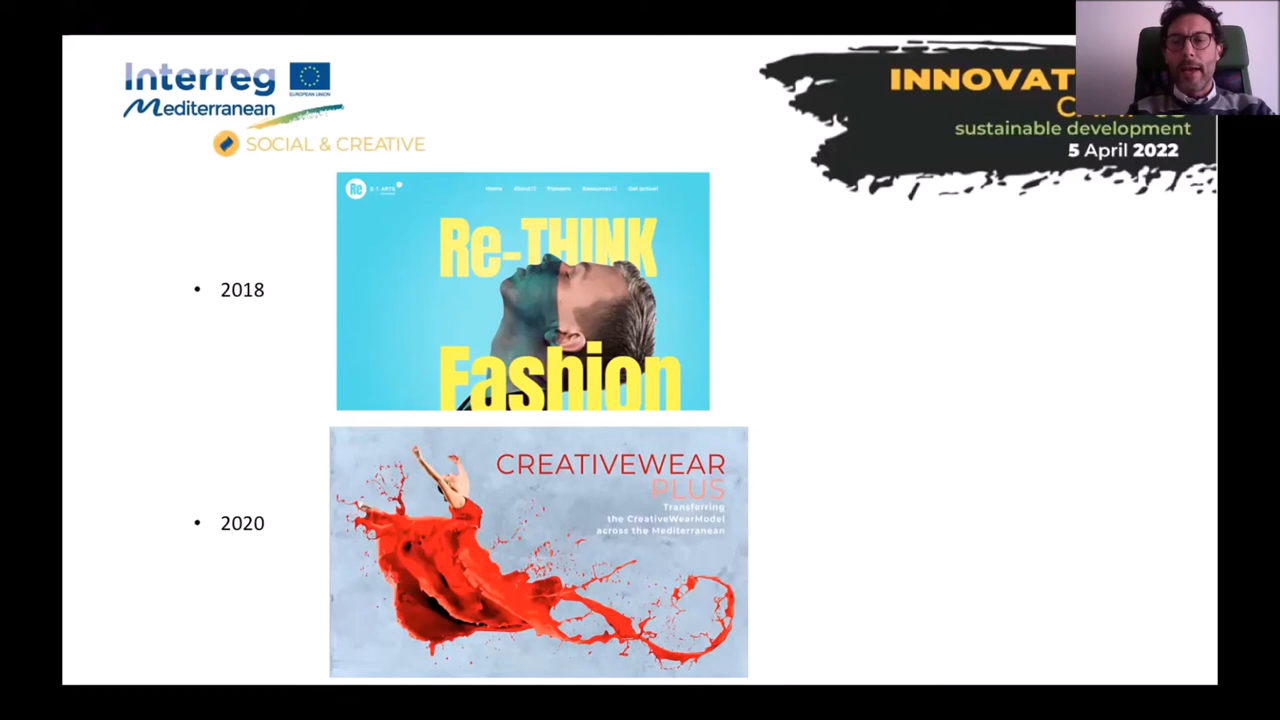 Interreg
Mediterranean
EUROPEAN UNION
SOCIAL & CREATIVE
INNOVAT
sustainable development
5 April 2022
Re
Home About Pioneers Resources Get active!
Re-THINK
Fashion
• 2018
CREATIVEWEAR
PLUS
Transferring
the CreativeWearModel
across the Mediterranean
• 2020